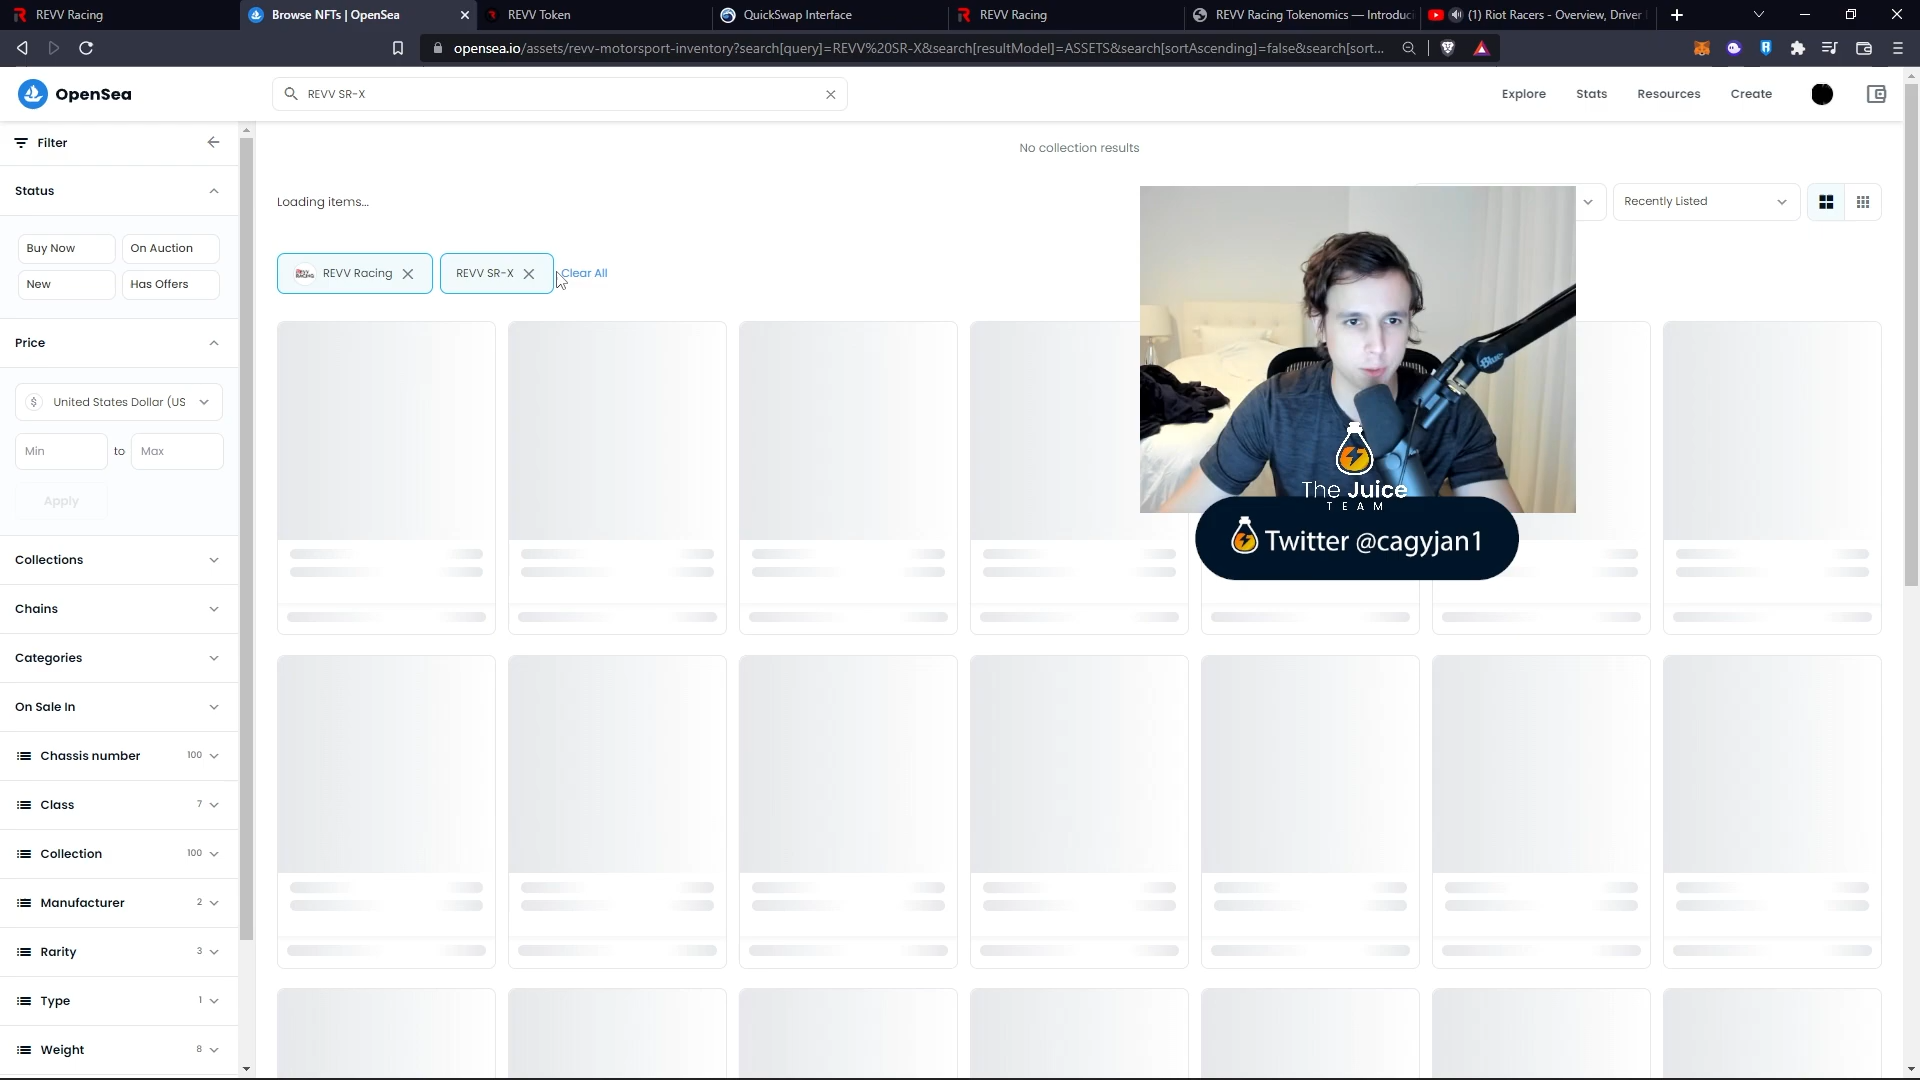 REVV Racing
Browse NFTs | OpenSea
REVV Token
QuickSwap Interface
REVV Racing
REVV Racing Tokenomics — Introduc
(1) Riot Racers - Overview, Driver
opensea.io/assets/revv-motorsport-inventory?search[query]=REVV%20SR-X&search[resultModel]=ASSETS&search[sortAscending]=false&search[sort...
OpenSea
REVV SR-X
Explore
Stats
Resources
Create
Filter
No collection results
Status
Loading items...
Recently Listed
Buy Now
On Auction
New
Has Offers
REVV Racing
REVV SR-X
Clear All
Price
United States Dollar (US
Min
to
Max
Apply
Blue
The Juice
TEAM
Twitter @cagyjan1
Collections
Chains
Categories
On Sale In
Chassis number 100
Class 7
Collection 100
Manufacturer 2
Rarity 3
Type 1
Weight 8